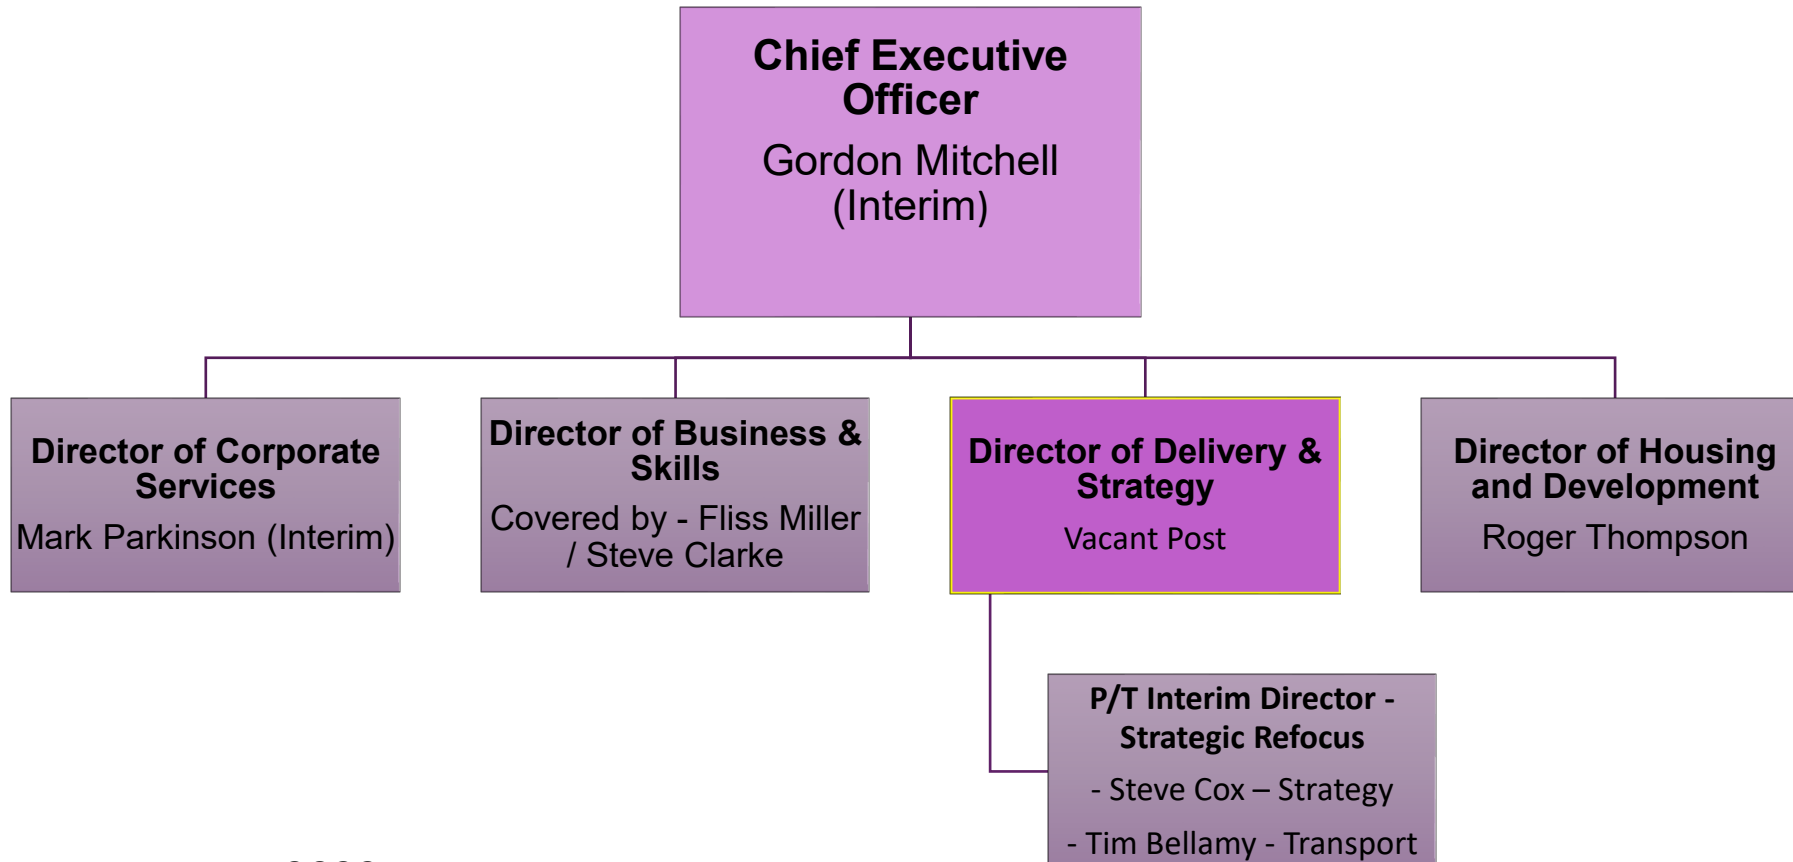 Chief Executive
Officer
Gordon Mitchell
(Interim)
Director of Corporate
Services
Mark Parkinson (Interim)
Director of Business &
Skills
Covered by - Fliss Miller
/ Steve Clarke
Director of Delivery &
Strategy
Vacant Post
Director of Housing
and Development
Roger Thompson
P/T Interim Director -
Strategic Refocus
- Steve Cox – Strategy
- Tim Bellamy - Transport